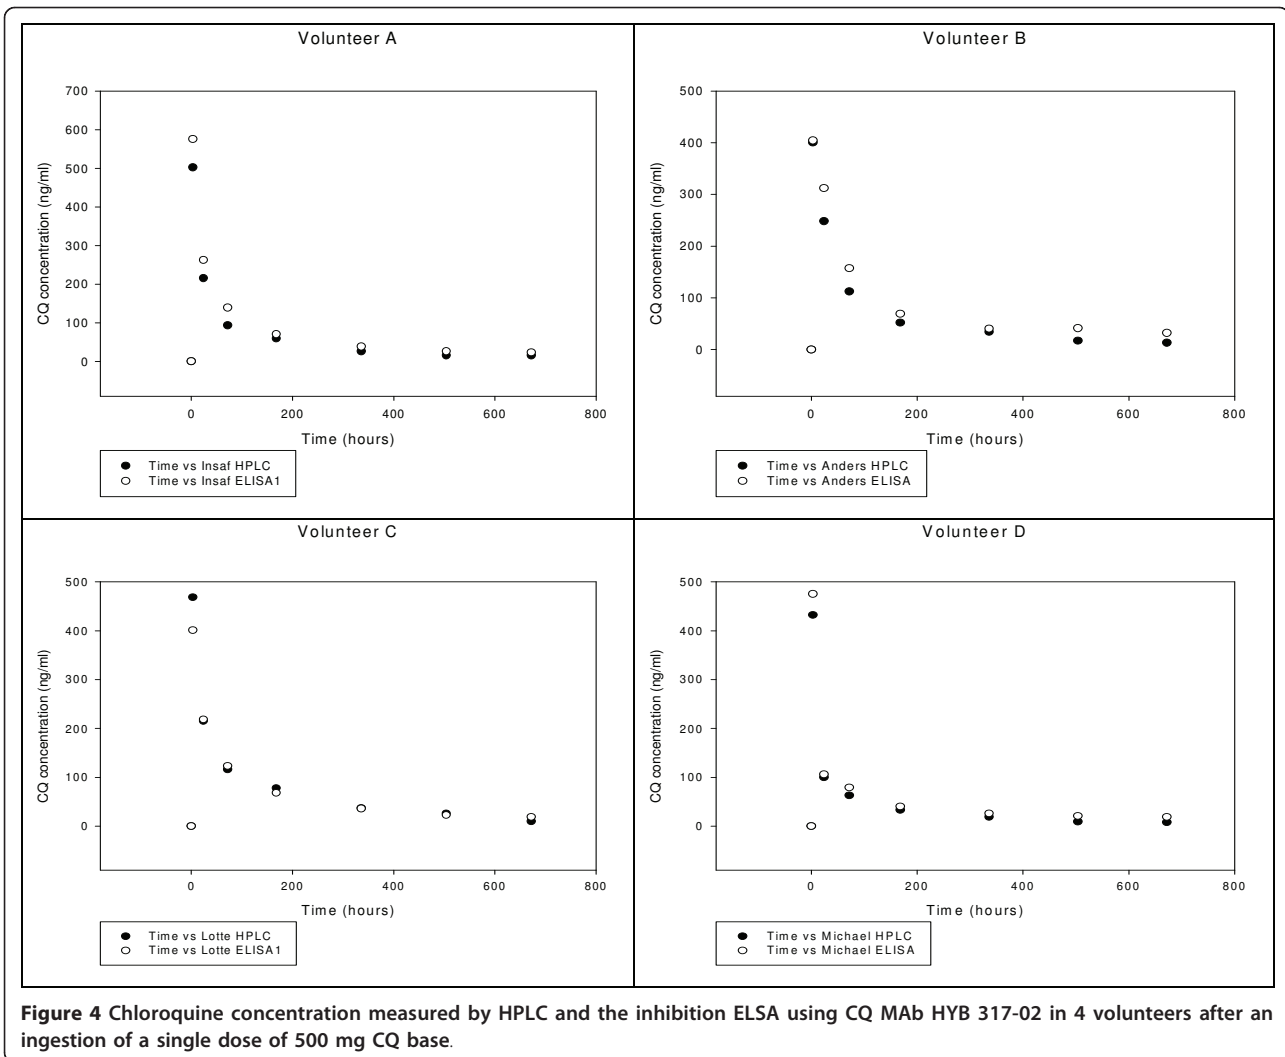 Volunteer A
700
600
500
400
300
200
100
0
CQ concentration (ng/ml)
0 200 400 600 800
Time (hours)
Time vs Insaf HPLC
Time vs Insaf ELISA1
Volunteer B
500
400
300
200
100
0
CQ concentration (ng/ml)
0 200 400 600 800
Time (hours)
Time vs Anders HPLC
Time vs Anders ELISA
Volunteer C
500
400
300
200
100
0
CQ concentration (ng/ml)
0 200 400 600 800
Time (hours)
Time vs Lotte HPLC
Time vs Lotte ELISA1
Volunteer D
500
400
300
200
100
0
CQ concentration (ng/ml)
0 200 400 600 800
Time (hours)
Time vs Michael HPLC
Time vs Michael ELISA
Figure 4 Chloroquine concentration measured by HPLC and the inhibition ELSA using CQ MAb HYB 317-02 in 4 volunteers after an
ingestion of a single dose of 500 mg CQ base.